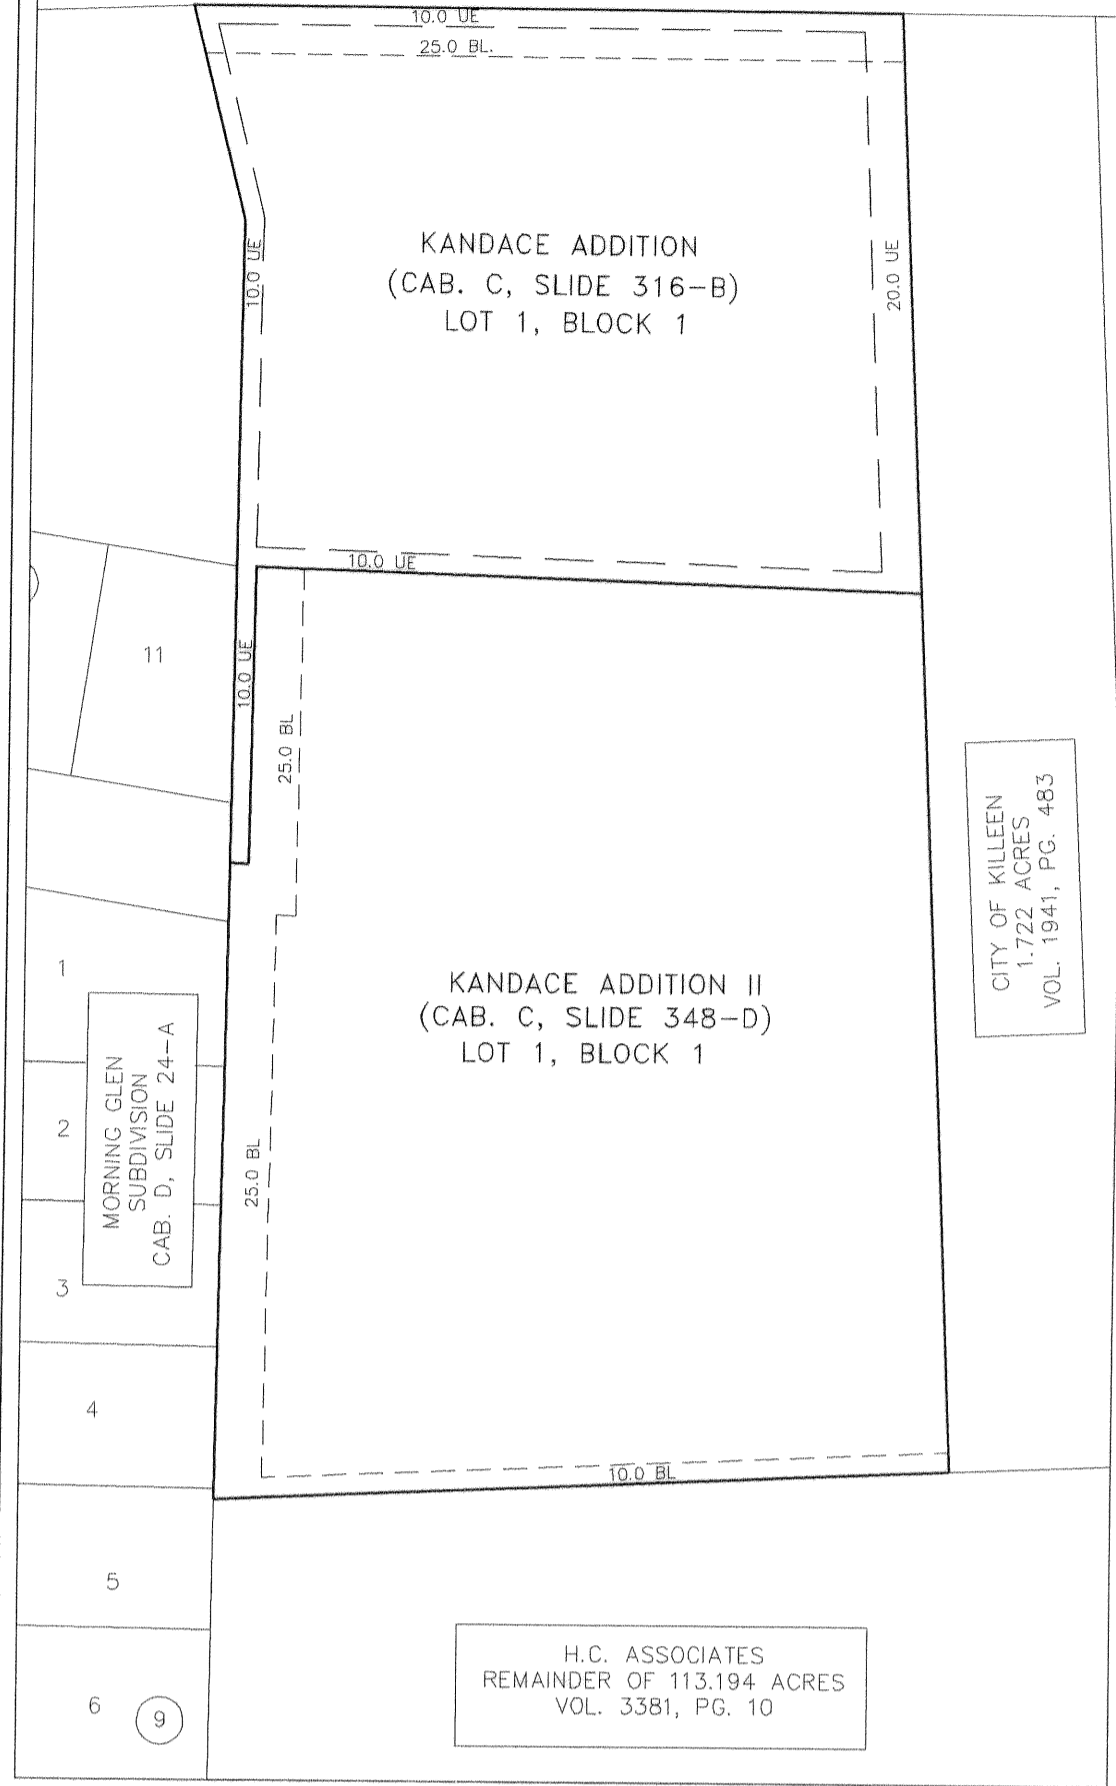 10.0 UE
25.0 BL.
KANDACE ADDITION
(CAB. C, SLIDE 316-B)
LOT 1, BLOCK 1
10.0 UE
20.0 UE
10.0 UE
11
10.0 UE
25.0 BL
CITY OF KILLEEN
1.722 ACRES
VOL. 1941, PG. 483
KANDACE ADDITION II
(CAB. C, SLIDE 348-D)
LOT 1, BLOCK 1
1
MORNING GLEN
SUBDIVISION
CAB. D, SLIDE 24-A
2
25.0 BL
3
4
10.0 BL
5
H.C. ASSOCIATES
REMAINDER OF 113.194 ACRES
VOL. 3381, PG. 10
6
9